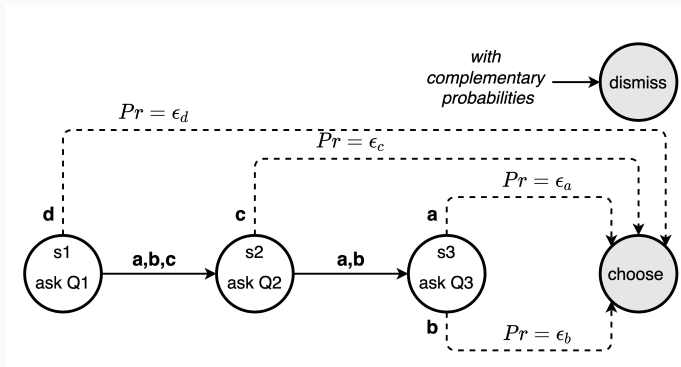 with
complementary
probabilities
dismiss
Pr = ϵ_d
Pr = ϵ_c
Pr = ϵ_a
d
c
a
s1
ask Q1
a,b,c
s2
ask Q2
a,b
s3
ask Q3
choose
b
Pr = ϵ_b